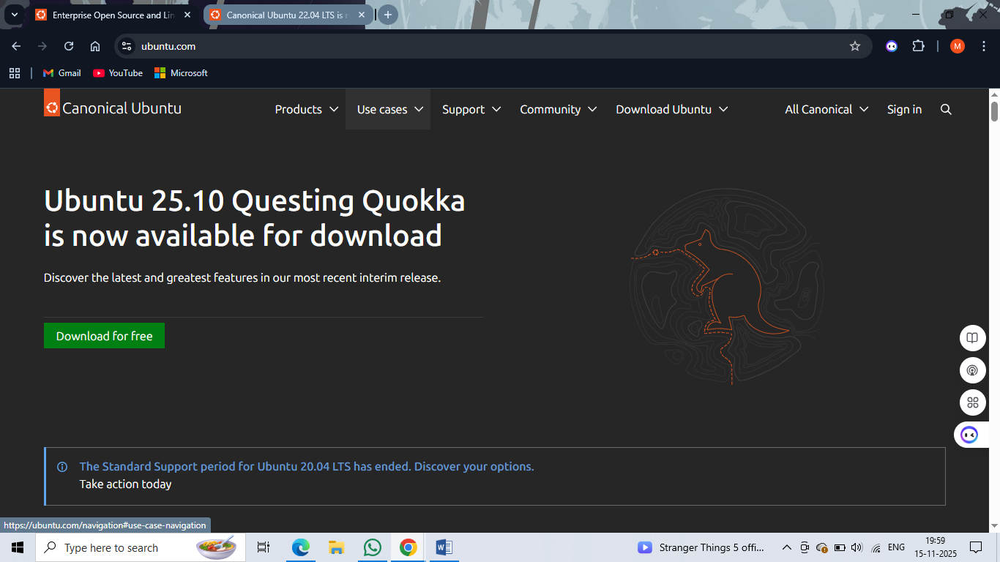 Enterprise Open Source and Lin
Canonical Ubuntu 22.04 LTS is
ubuntu.com
M
Gmail
YouTube
Microsoft
Canonical Ubuntu
Products
Use cases
Support
Community
Download Ubuntu
All Canonical
Sign in
Ubuntu 25.10 Questing Quokka
is now available for download
Discover the latest and greatest features in our most recent interim release.
Download for free
The Standard Support period for Ubuntu 20.04 LTS has ended. Discover your options.
Take action today
https://ubuntu.com/navigation#use-case-navigation
Type here to search
Stranger Things 5 offi...
ENG
19:59
15-11-2025